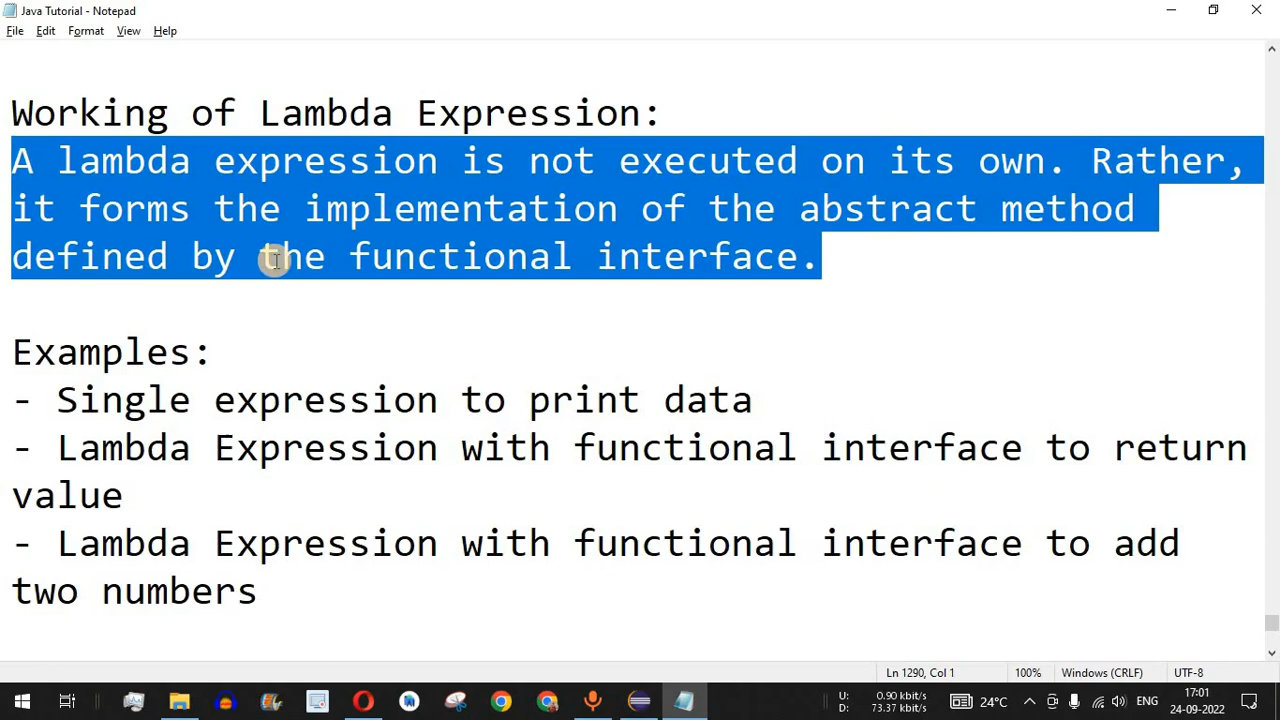 Java Tutorial - Notepad
File Edit Format View Help
Working of Lambda Expression:
A lambda expression is not executed on its own. Rather,
it forms the implementation of the abstract method
defined by the functional interface.
Examples:
- Single expression to print data
- Lambda Expression with functional interface to return
value
- Lambda Expression with functional interface to add
two numbers
Ln 1290, Col 1 100% Windows (CRLF) UTF-8
U: 0.90 kbit/s
D: 73.37 kbit/s
24°C
ENG
17:01
24-09-2022